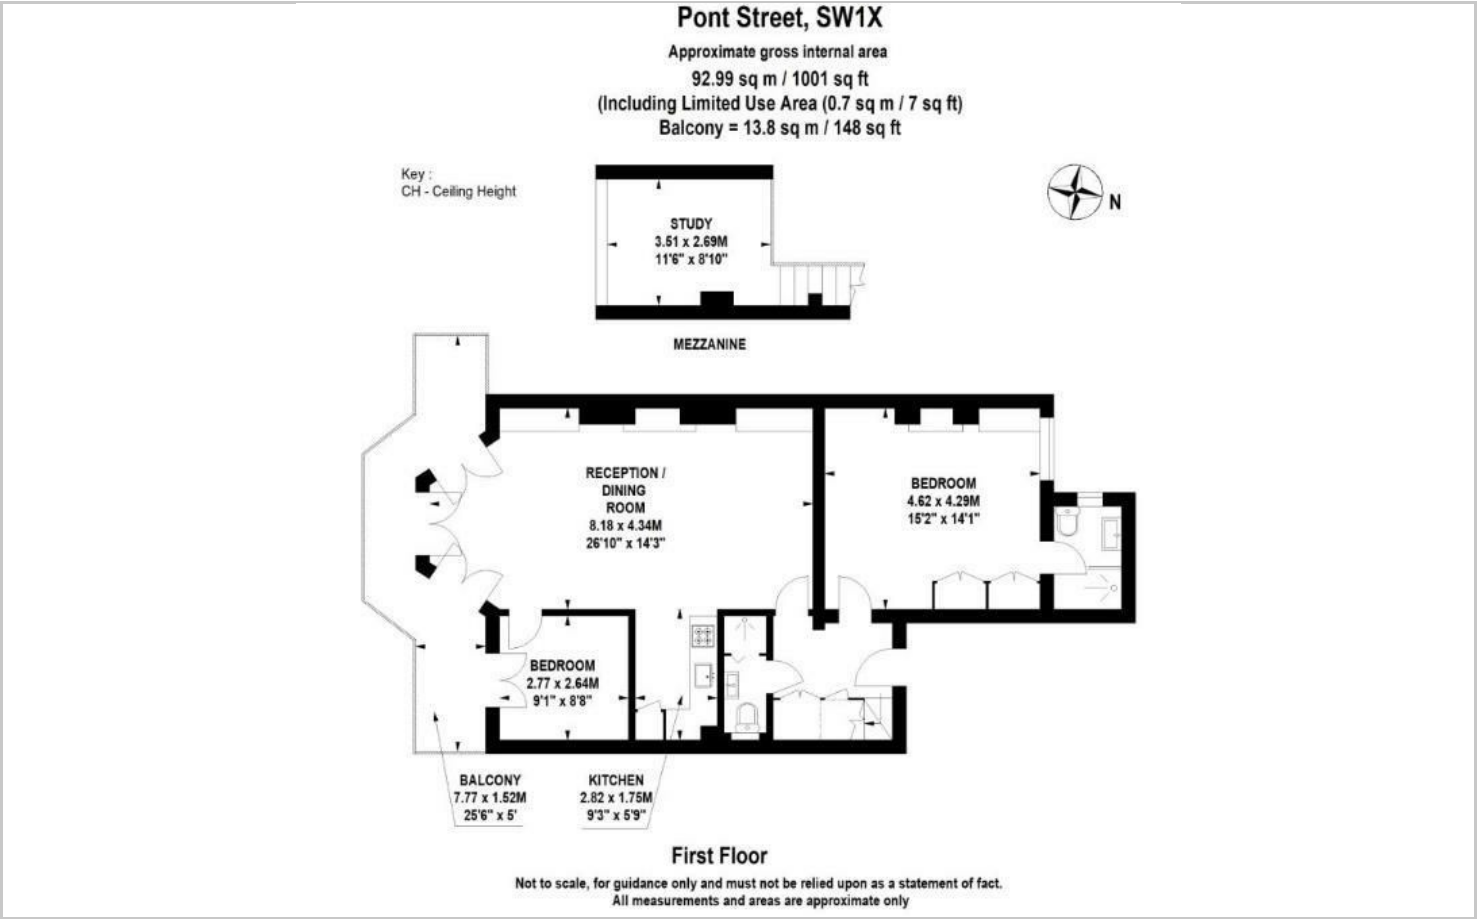 Pont Street, SW1X
Approximate gross internal area
92.99 sq m / 1001 sq ft
(Including Limited Use Area (0.7 sq m / 7 sq ft)
Balcony = 13.8 sq m / 148 sq ft
Key :
CH - Ceiling Height
N
STUDY
3.51 x 2.69M
11'6" x 8'10"
MEZZANINE
RECEPTION /
DINING
ROOM
8.18 x 4.34M
26'10" x 14'3"
BEDROOM
4.62 x 4.29M
15'2" x 14'1"
BEDROOM
2.77 x 2.64M
9'1" x 8'8"
BALCONY
7.77 x 1.52M
25'6" x 5'
KITCHEN
2.82 x 1.75M
9'3" x 5'9"
First Floor
Not to scale, for guidance only and must not be relied upon as a statement of fact.
All measurements and areas are approximate only